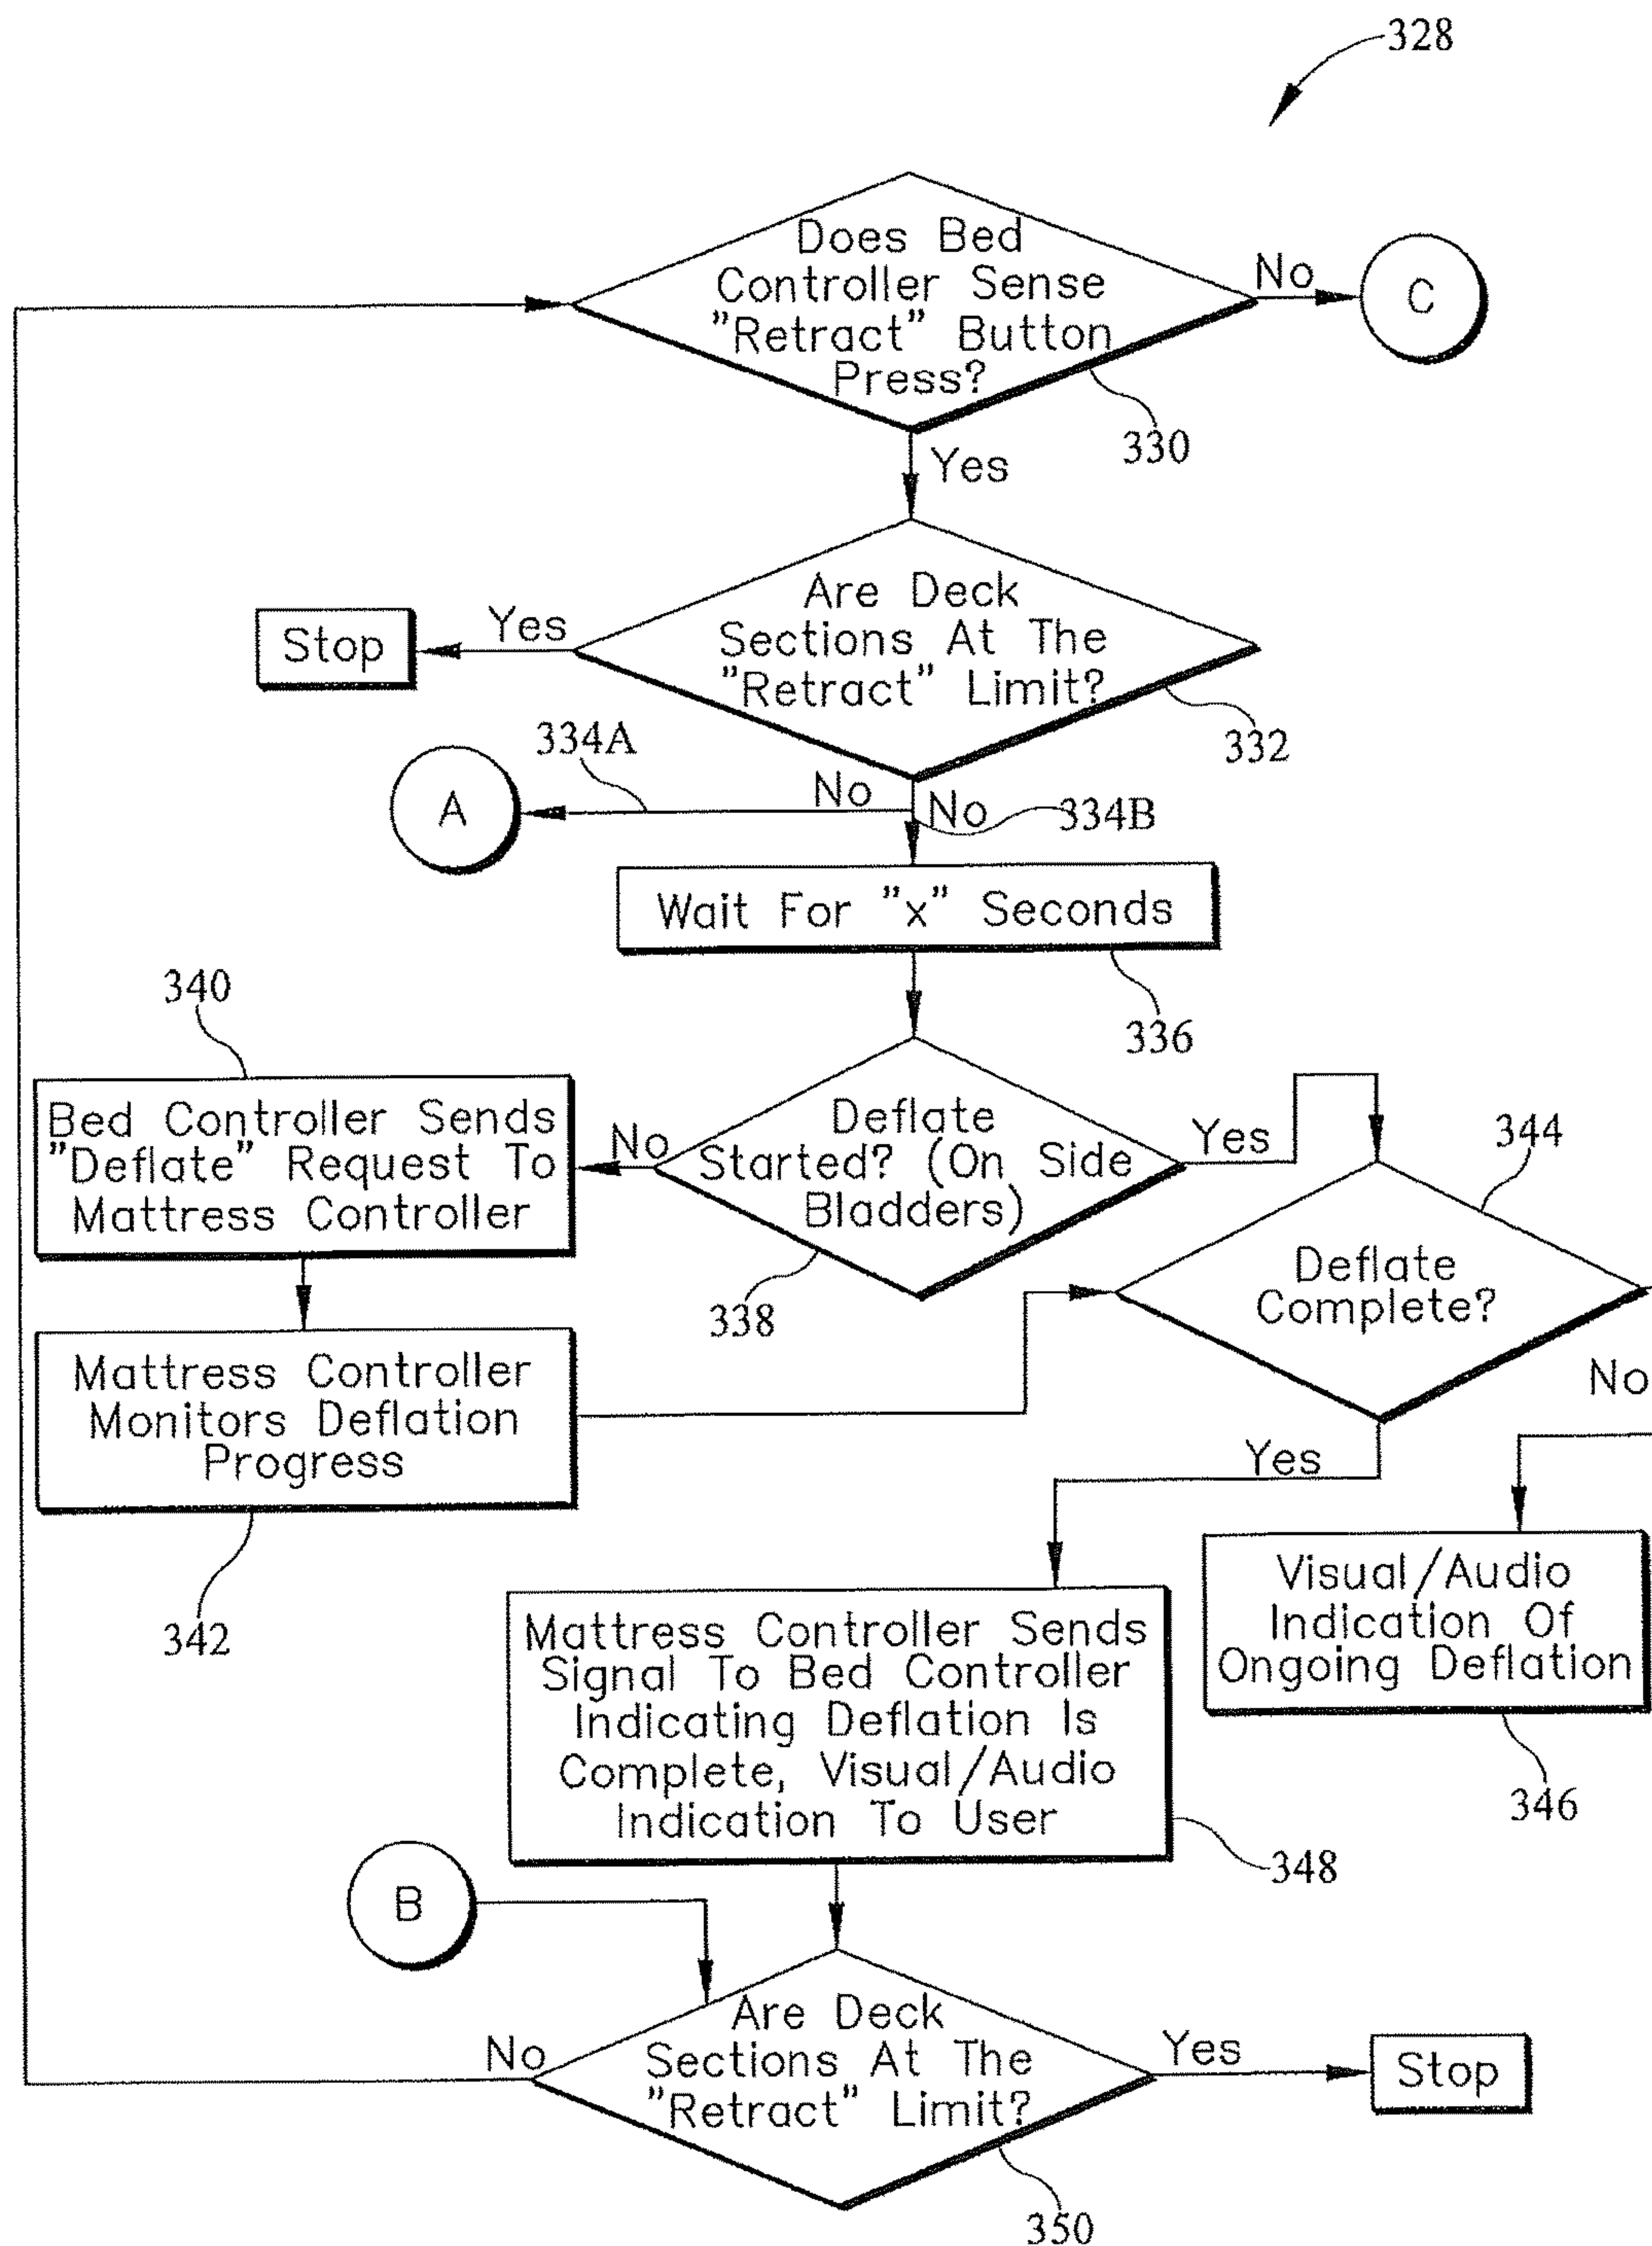 328
Does Bed
Controller Sense
"Retract" Button
Press?
No
C
330
Yes
Are Deck
Sections At The
"Retract" Limit?
Yes
Stop
332
334A
A
No
No
334B
Wait For "x" Seconds
336
340
Bed Controller Sends
"Deflate" Request To
Mattress Controller
No
Deflate
Started? (On Side
Bladders)
Yes
338
344
Deflate
Complete?
No
Mattress Controller
Monitors Deflation
Progress
342
Yes
Visual/Audio
Indication Of
Ongoing Deflation
346
Mattress Controller Sends
Signal To Bed Controller
Indicating Deflation Is
Complete, Visual/Audio
Indication To User
348
B
Are Deck
Sections At The
"Retract" Limit?
No
Yes
Stop
350